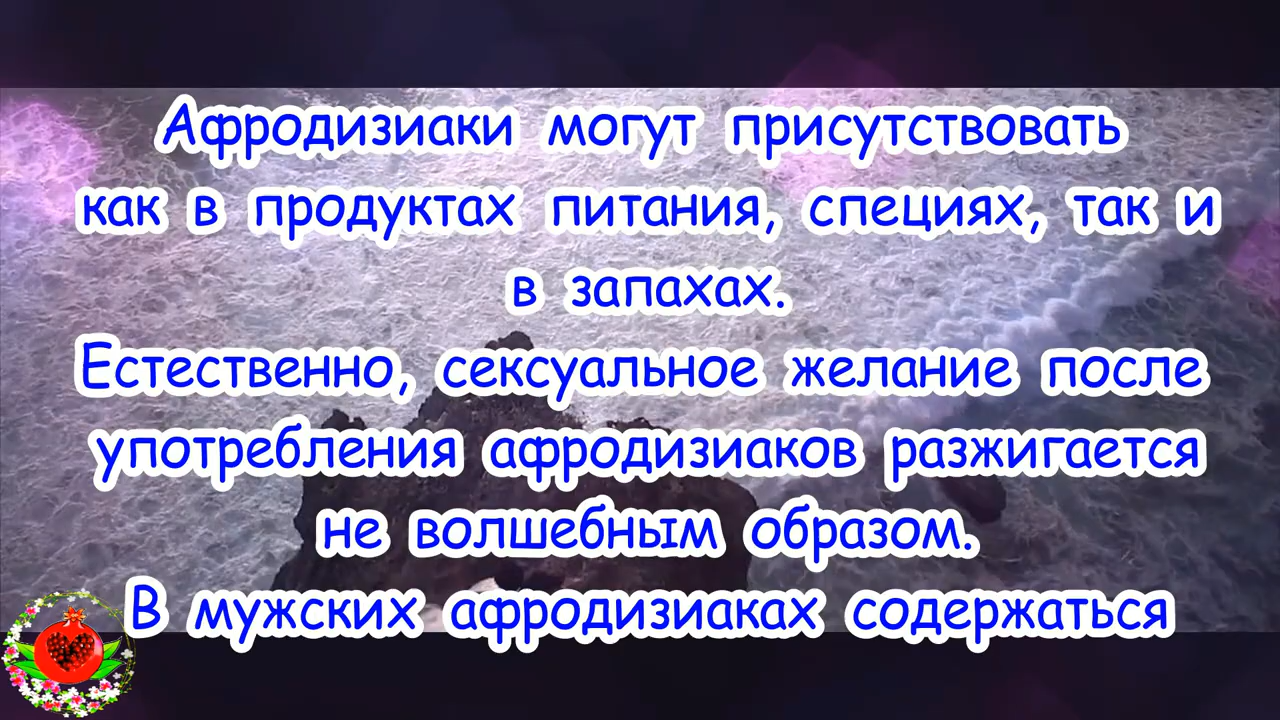 Афродизиаки могут присутствовать
как в продуктах питания, специях, так и
в запахах.
Естественно, сексуальное желание после
употребления афродизиаков разжигается
не волшебным образом.
В мужских афродизиаках содержаться